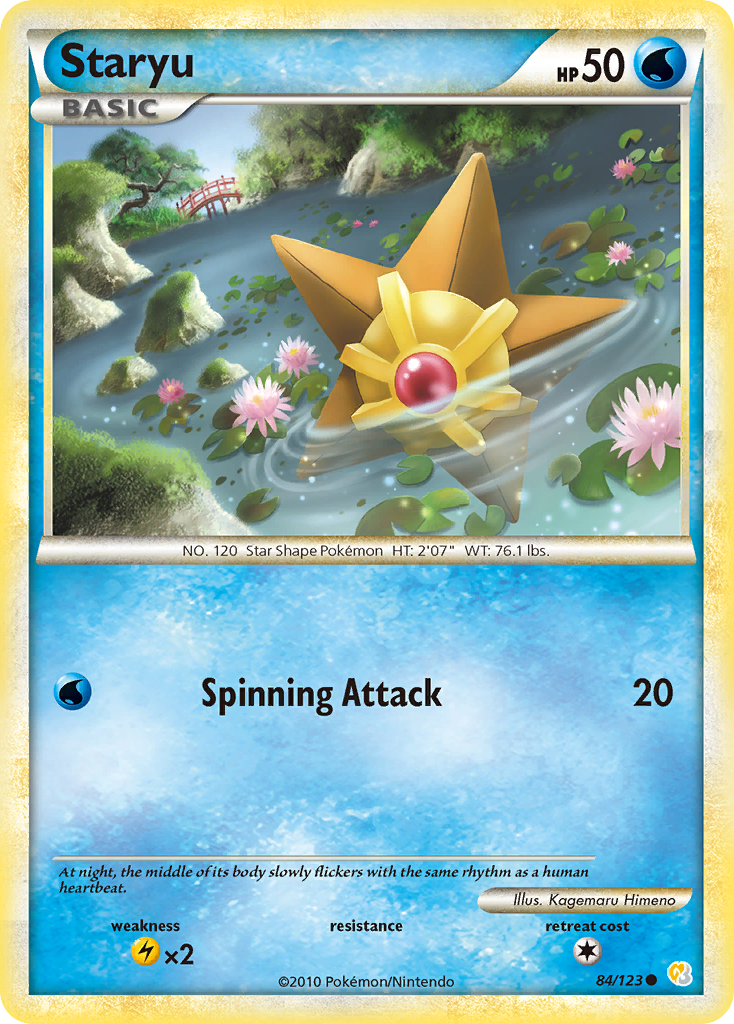 Staryu
HP 50
BASIC
NO. 120 Star Shape Pokémon HT: 2'07" WT: 76.1 lbs.
Spinning Attack 20
At night, the middle of its body slowly flickers with the same rhythm as a human
heartbeat.
Illus. Kagemaru Himeno
weakness resistance retreat cost
×2
©2010 Pokémon/Nintendo
84/123